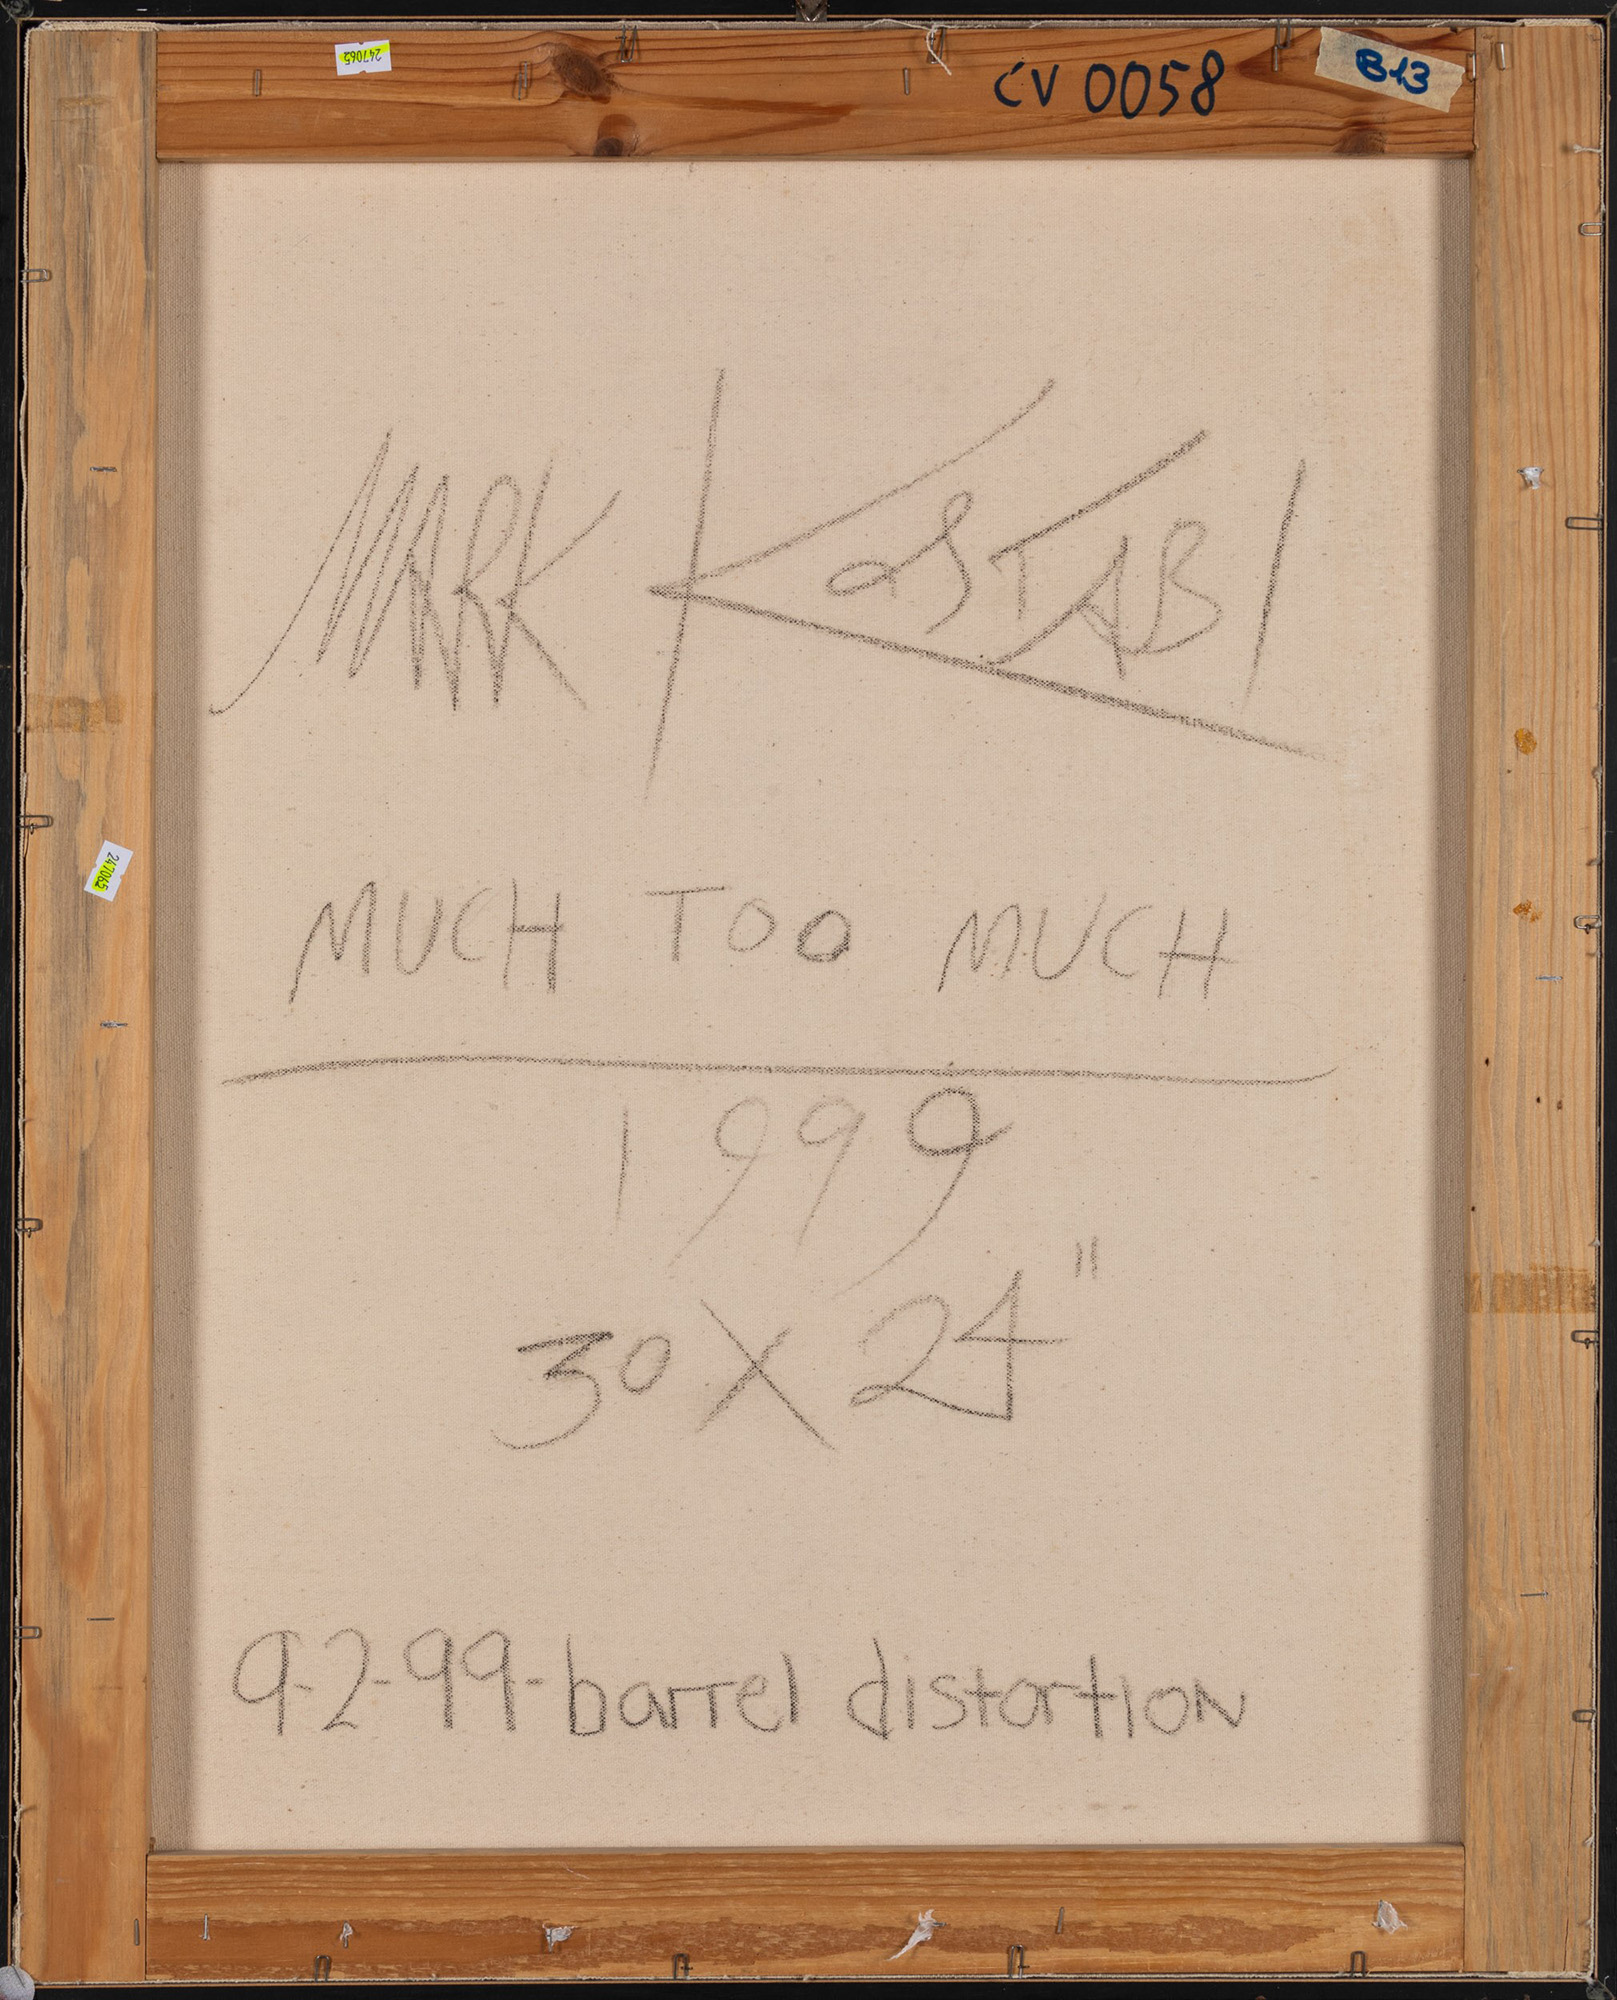 247065
CV 0058
B13
MARK KOSTABI
247065
MUCH TOO MUCH
1999
30 X 24"
9-2-99-barrel distortion